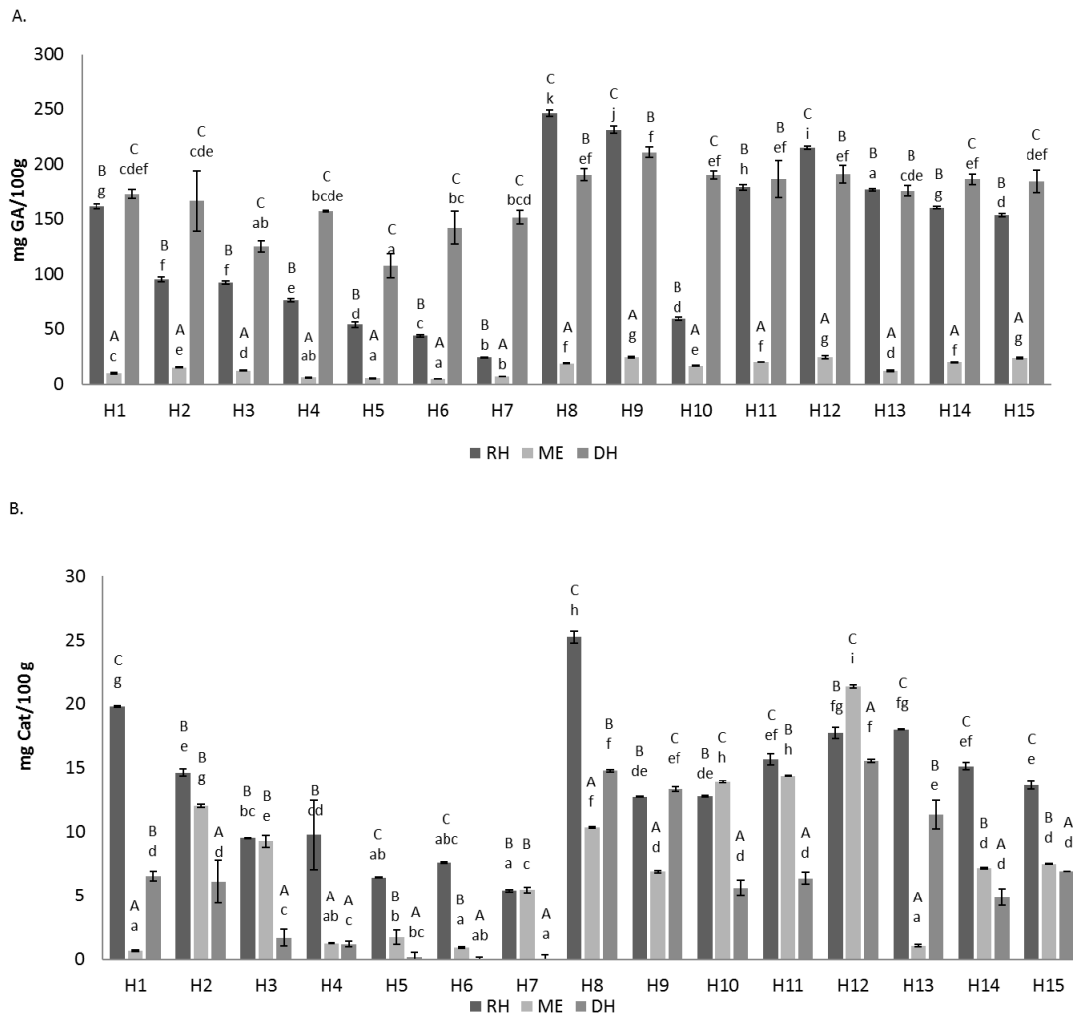 A.
mg GA/100g
300
250
200
150
100
50
0
B
g
A
c
C
cdef
B
f
A
e
C
cde
B
f
A
d
C
ab
B
e
A
ab
C
bcde
B
d
A
a
C
a
B
c
A
a
C
bc
B
b
A
b
C
bcd
C
k
A
f
B
ef
C
j
A
g
B
f
B
d
A
e
C
ef
B
h
A
f
B
ef
C
i
A
g
B
ef
B
a
A
d
B
cde
B
g
A
f
C
ef
B
d
A
g
C
def
H1 H2 H3 H4 H5 H6 H7 H8 H9 H10 H11 H12 H13 H14 H15
RH ME DH
B.
mg Cat/100 g
30
25
20
15
10
5
0
C
g
A
a
B
d
B
e
B
g
A
d
B
bc
B
e
A
c
B
cd
A
ab
A
c
C
ab
B
b
A
bc
C
abc
B
a
A
ab
B
a
B
c
A
a
C
h
A
f
B
f
B
de
A
d
C
ef
B
de
C
h
A
d
C
ef
B
h
A
d
B
fg
C
i
A
f
C
fg
A
a
B
e
C
ef
B
d
A
d
C
e
B
d
A
d
H1 H2 H3 H4 H5 H6 H7 H8 H9 H10 H11 H12 H13 H14 H15
RH ME DH